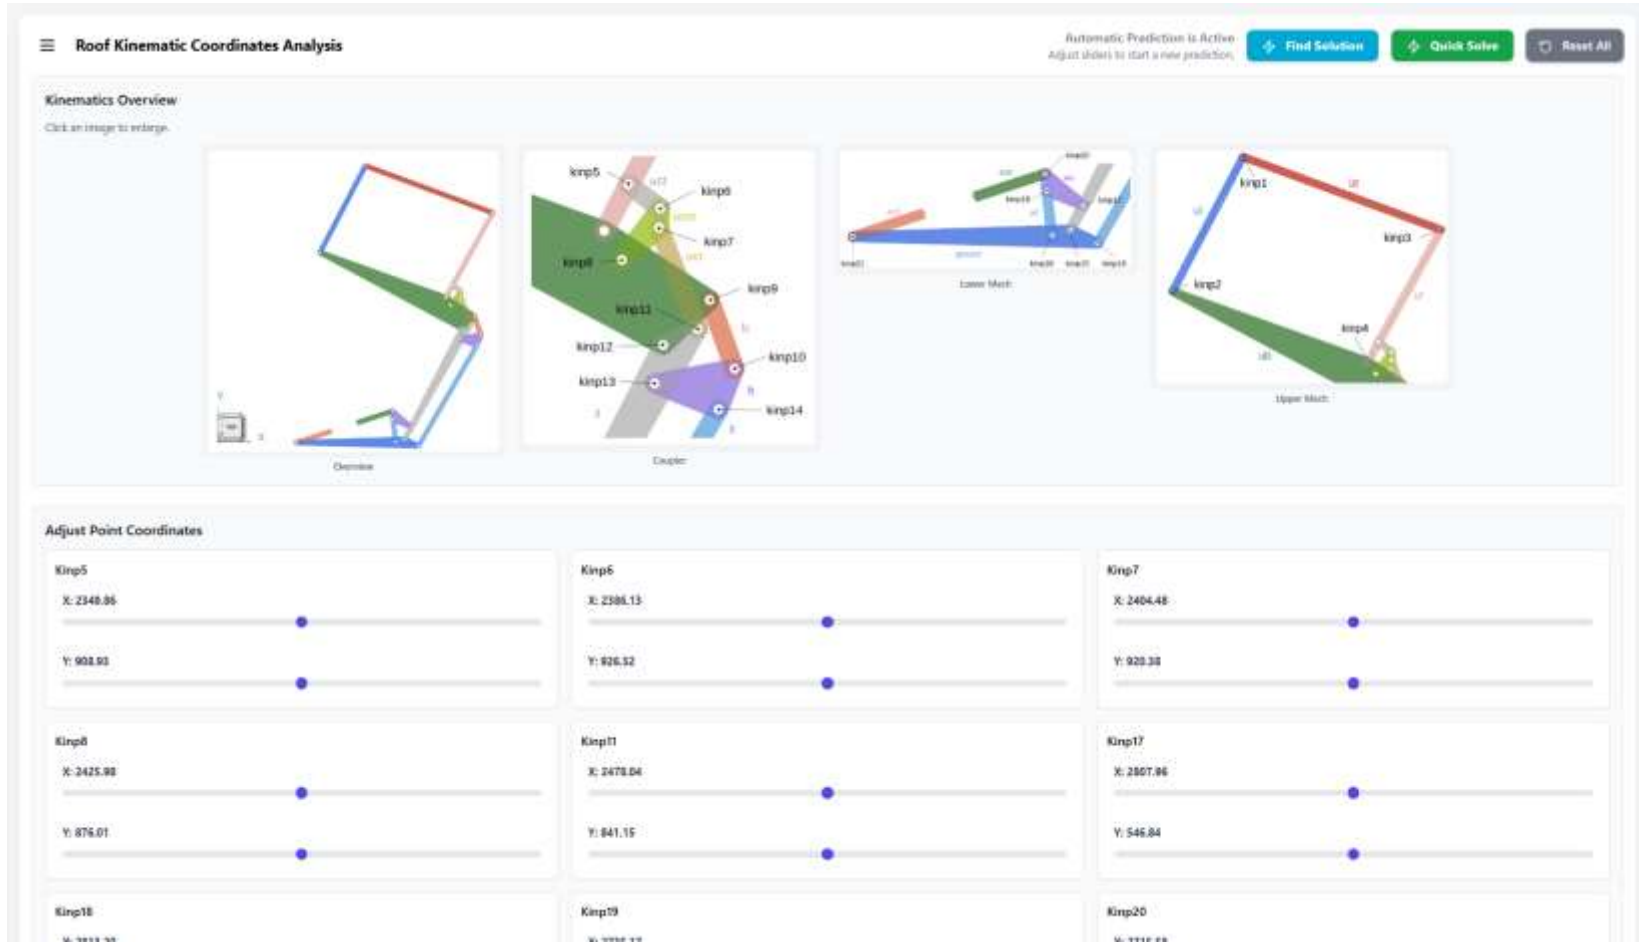 Roof Kinematic Coordinates Analysis
Automatic Prediction is Active
Adjust sliders to start a new prediction.
Find Solution
Quick Solve
Reset All
Kinematics Overview
Click an image to enlarge.
Overview
kinp5
kinp6
kinp7
kinp8
kinp9
kinp11
kinp12
kinp10
kinp13
kinp14
Coupler
Lower Mech
kinp1
kinp3
kinp2
kinp4
Upper Mech
Adjust Point Coordinates
Kinp5
X: 2340.86
Y: 908.93
Kinp6
X: 2386.13
Y: 926.52
Kinp7
X: 2404.48
Y: 920.38
Kinp8
X: 2425.98
Y: 876.01
Kinp11
X: 2478.04
Y: 841.15
Kinp17
X: 2807.96
Y: 546.84
Kinp18
Kinp19
Kinp20